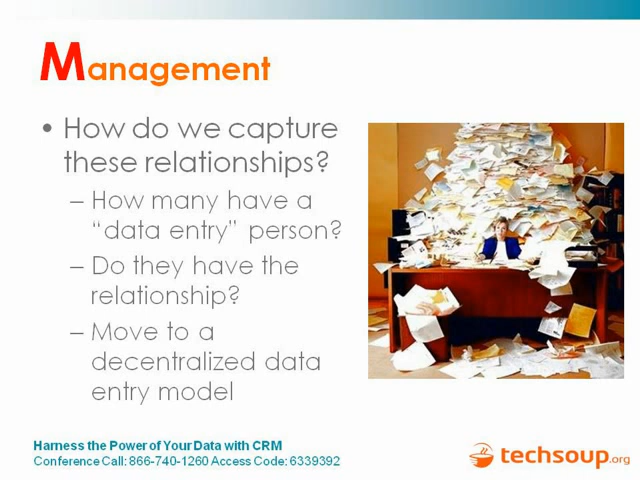 Management
• How do we capture
these relationships?
– How many have a
“data entry” person?
– Do they have the
relationship?
– Move to a
decentralized data
entry model
Harness the Power of Your Data with CRM
Conference Call: 866-740-1260 Access Code: 6339392
techsoup.org